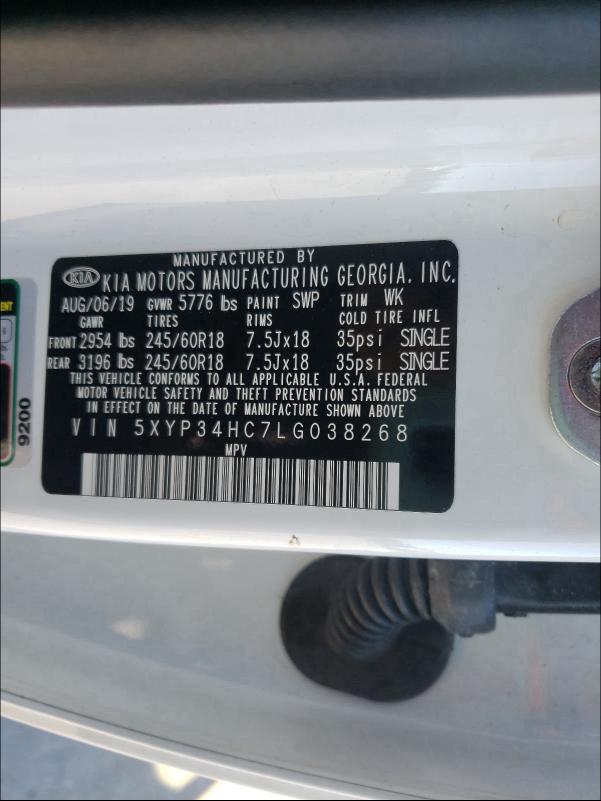 MANUFACTURED BY
KIA KIA MOTORS MANUFACTURING GEORGIA, INC.
AUG/06/19 GVWR 5776 lbs PAINT SWP TRIM WK
GAWR TIRES RIMS COLD TIRE INFL
FRONT 2954 lbs 245/60R18 7.5Jx18 35psi SINGLE
REAR 3196 lbs 245/60R18 7.5Jx18 35psi SINGLE
THIS VEHICLE CONFORMS TO ALL APPLICABLE U.S.A. FEDERAL
MOTOR VEHICLE SAFETY AND THEFT PREVENTION STANDARDS
IN EFFECT ON THE DATE OF MANUFACTURE SHOWN ABOVE
VIN 5XYP34HC7LG038268
MPV
9200